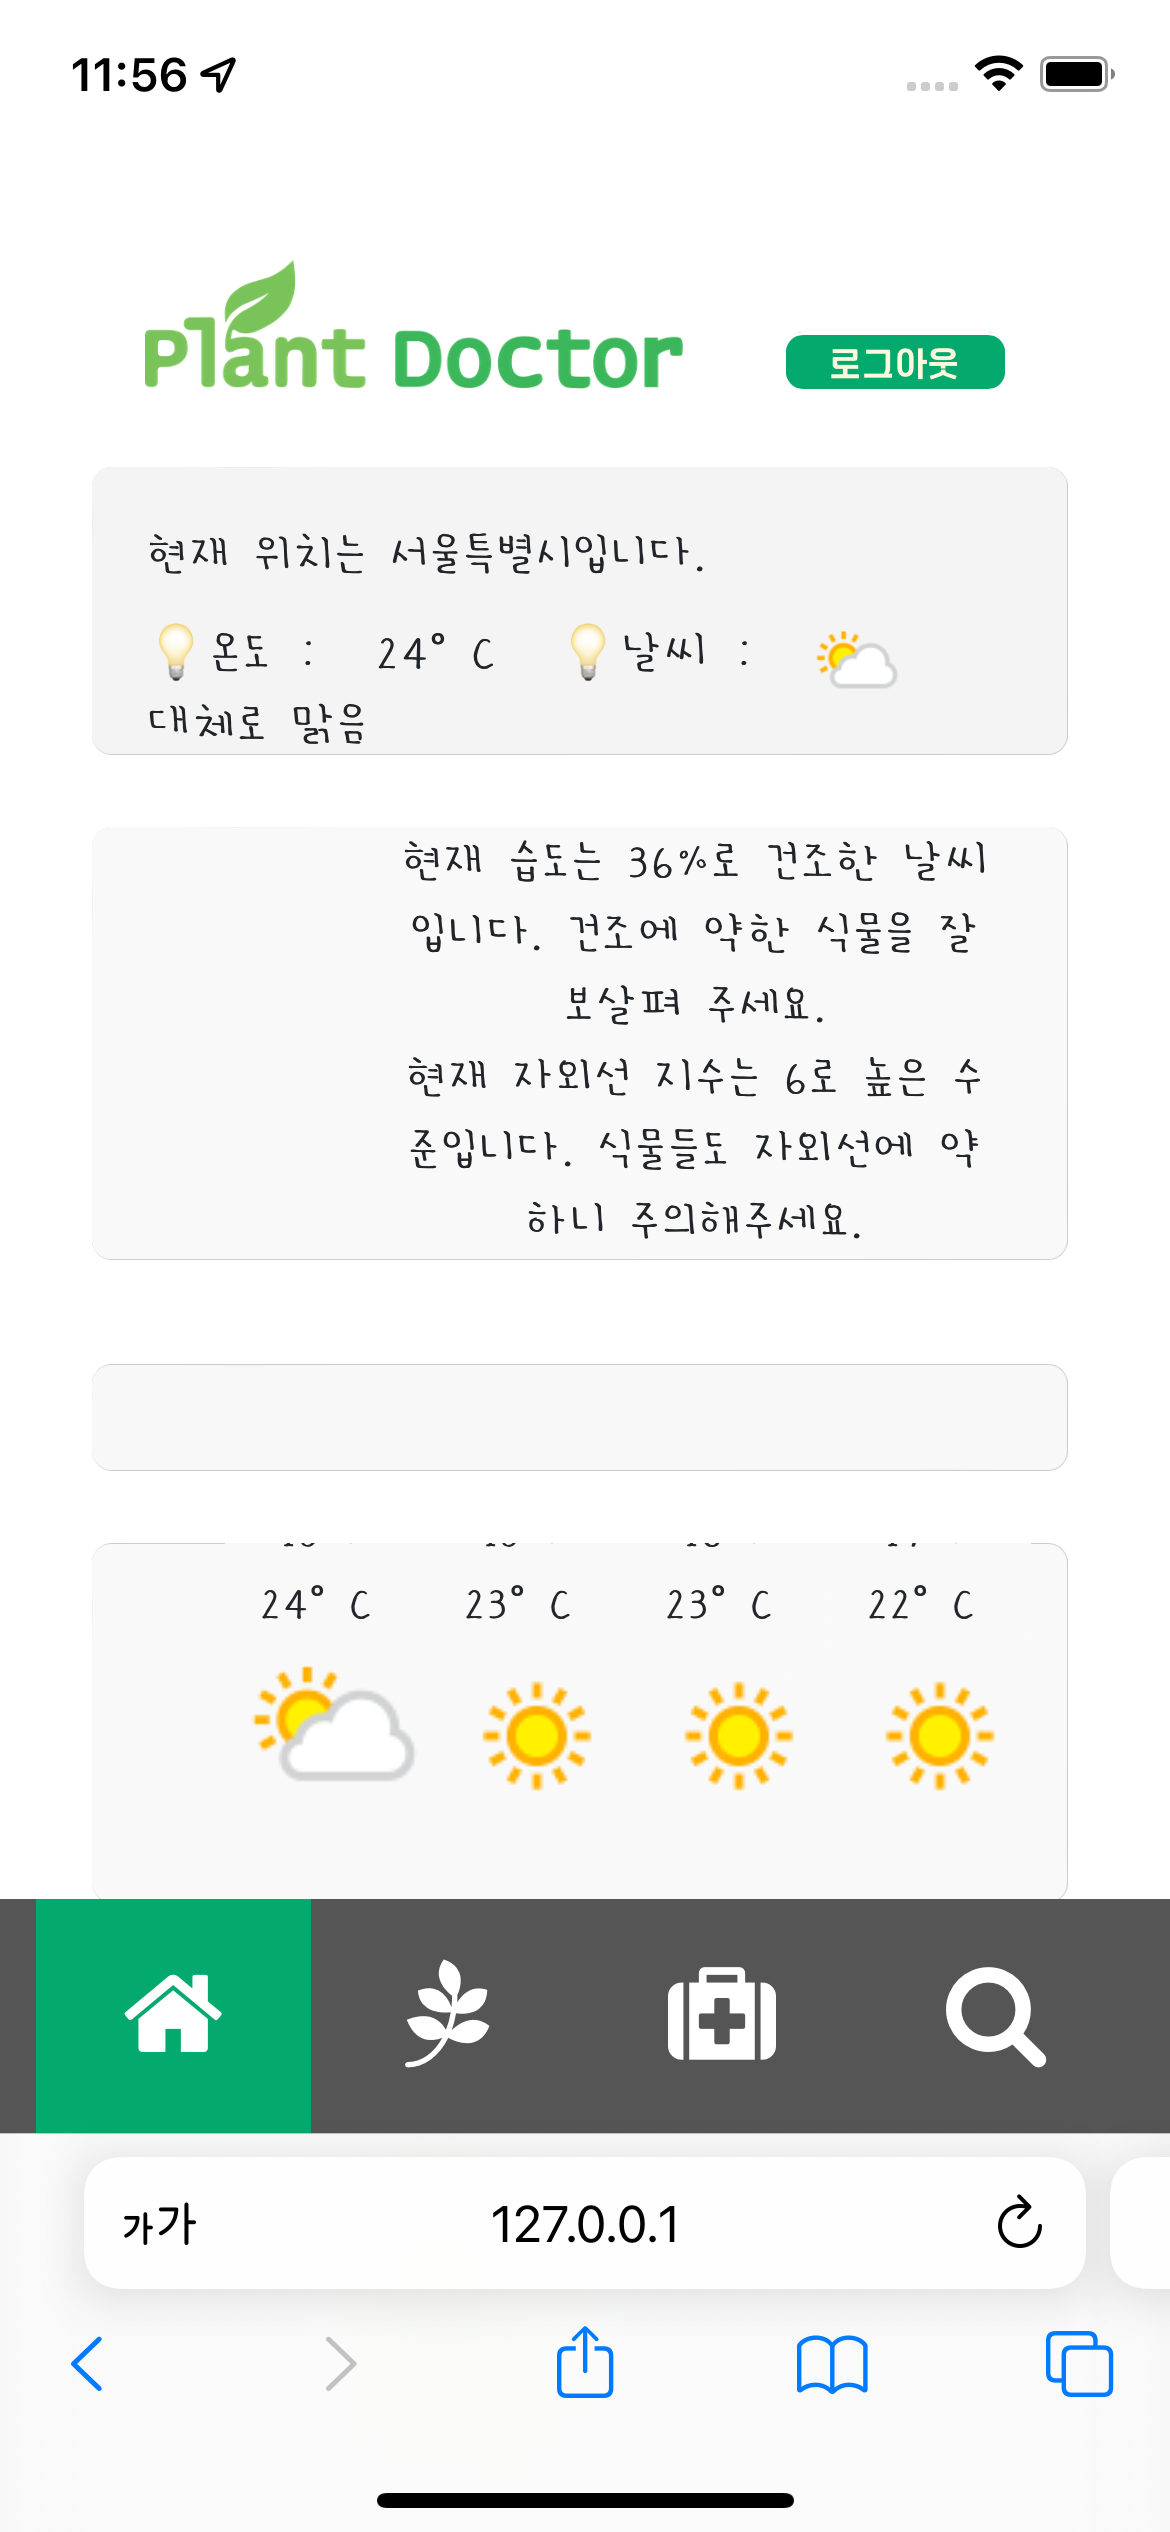 11:56
Plant Doctor
로그아웃
현재 위치는 서울특별시입니다.
온도 : 24° C 날씨 :
대체로 맑음
현재 습도는 36%로 건조한 날씨
입니다. 건조에 약한 식물을 잘
보살펴 주세요.
현재 자외선 지수는 6로 높은 수
준입니다. 식물들도 자외선에 약
하니 주의해주세요.
24° C 23° C 23° C 22° C
가가 127.0.0.1